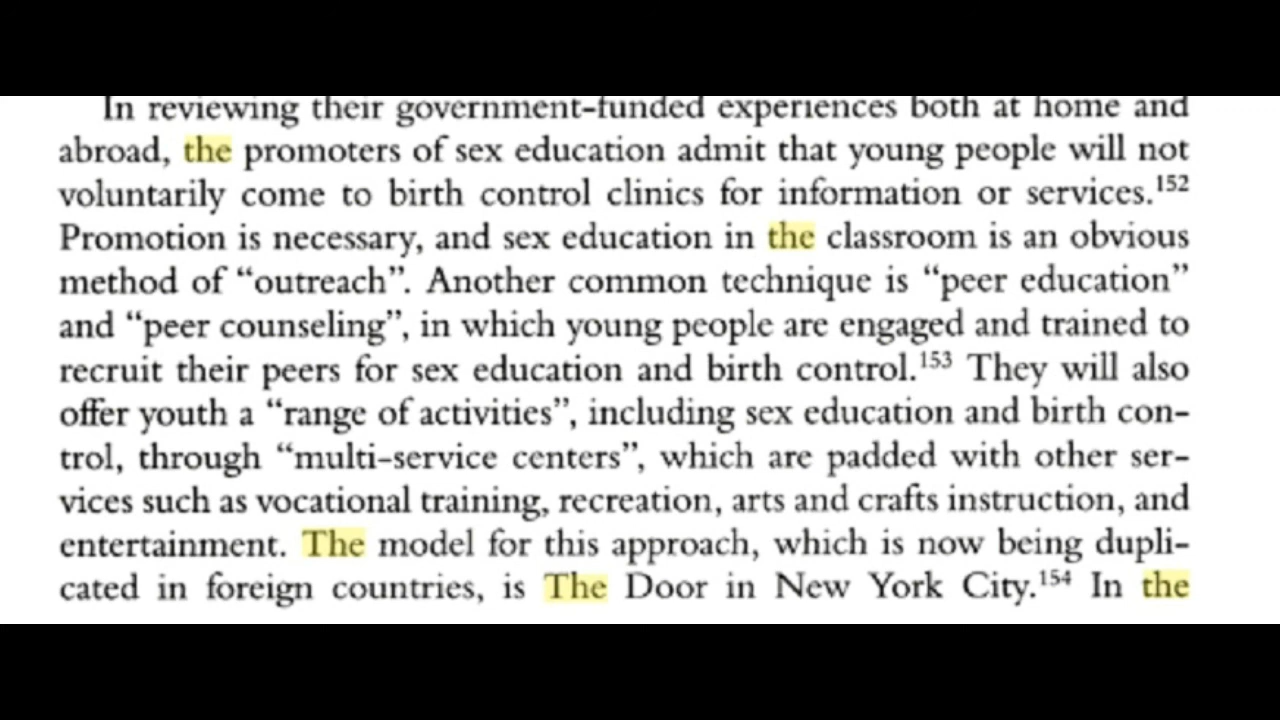 In reviewing their government-funded experiences both at home and
abroad, the promoters of sex education admit that young people will not
voluntarily come to birth control clinics for information or services.152
Promotion is necessary, and sex education in the classroom is an obvious
method of “outreach”. Another common technique is “peer education”
and “peer counseling”, in which young people are engaged and trained to
recruit their peers for sex education and birth control.153 They will also
offer youth a “range of activities”, including sex education and birth con-
trol, through “multi-service centers”, which are padded with other ser-
vices such as vocational training, recreation, arts and crafts instruction, and
entertainment. The model for this approach, which is now being dupli-
cated in foreign countries, is The Door in New York City.154 In the